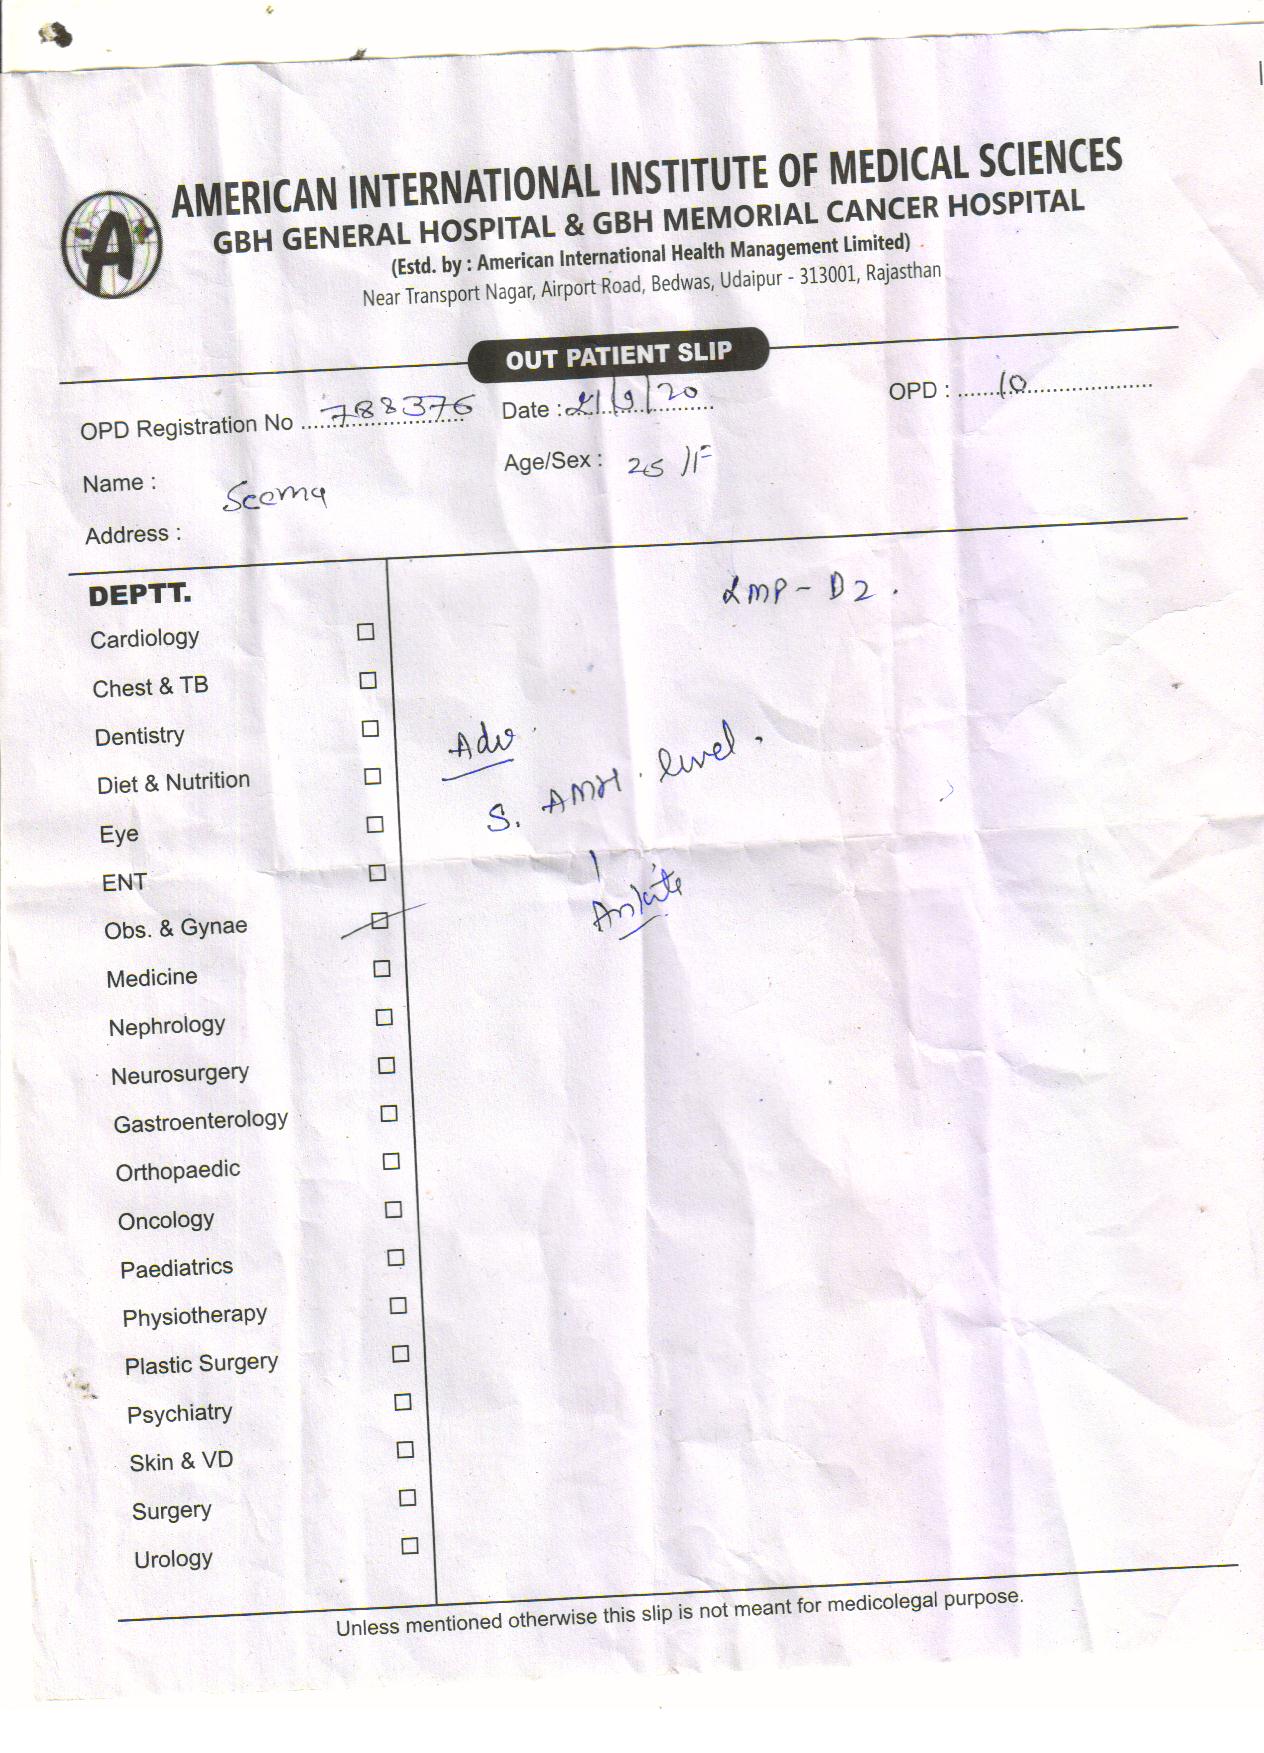 AMERICAN INTERNATIONAL INSTITUTE OF MEDICAL SCIENCES
GBH GENERAL HOSPITAL & GBH MEMORIAL CANCER HOSPITAL
(Estd. by : American International Health Management Limited)
Near Transport Nagar, Airport Road, Bedwas, Udaipur - 313001, Rajasthan
A
OUT PATIENT SLIP
OPD Registration No ........ 788376 Date : 21/9/20 OPD : ........ 10 ........
Name : Seema Age/Sex : 25 / F
Address :
DEPTT.
LMP - D2.
Cardiology
Chest & TB
Dentistry
Adv.
Diet & Nutrition
S. AMH. level.
Eye
ENT
Obs. & Gynae
Medicine
Nephrology
Neurosurgery
Gastroenterology
Orthopaedic
Oncology
Paediatrics
Physiotherapy
Plastic Surgery
Psychiatry
Skin & VD
Surgery
Urology
Unless mentioned otherwise this slip is not meant for medicolegal purpose.